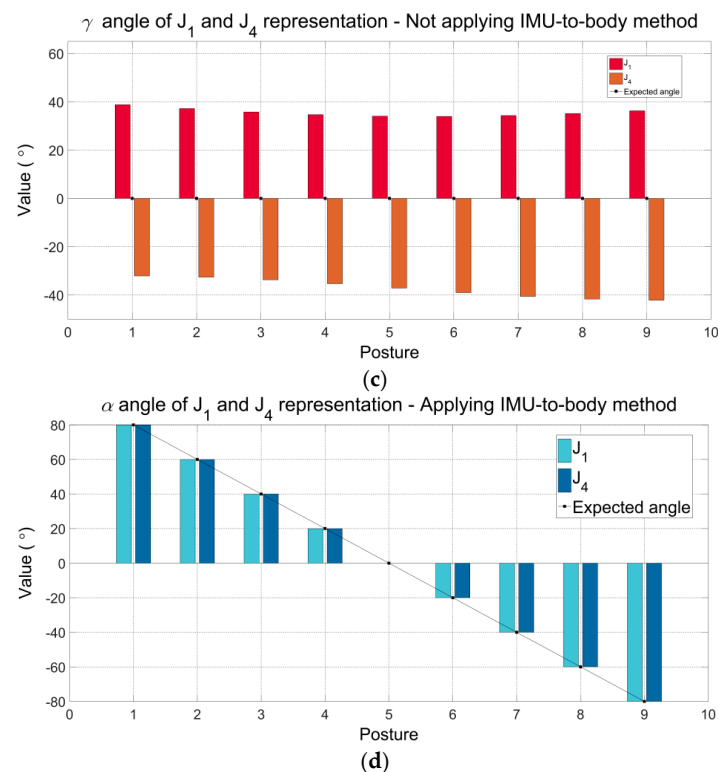 γ angle of J1 and J4 representation - Not applying IMU-to-body method
60
40
20
0
-20
-40
Value ( °)
J1
J4
Expected angle
0 1 2 3 4 5 6 7 8 9 10
Posture
(c)
α angle of J1 and J4 representation - Applying IMU-to-body method
80
60
40
20
0
-20
-40
-60
-80
Value ( °)
J1
J4
Expected angle
0 1 2 3 4 5 6 7 8 9 10
Posture
(d)